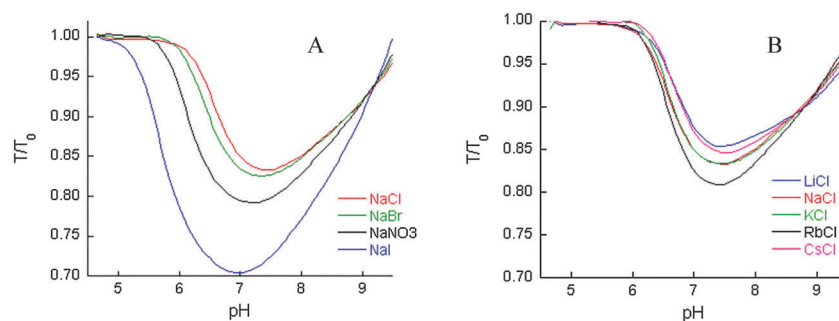 A
1.00
0.95
0.90
0.85
0.80
0.75
0.70
T/T0
5 6 7 8 9
pH
NaCl
NaBr
NaNO3
NaI
B
1.00
0.95
0.90
0.85
0.80
0.75
0.70
T/T0
5 6 7 8 9
pH
LiCl
NaCl
KCl
RbCl
CsCl